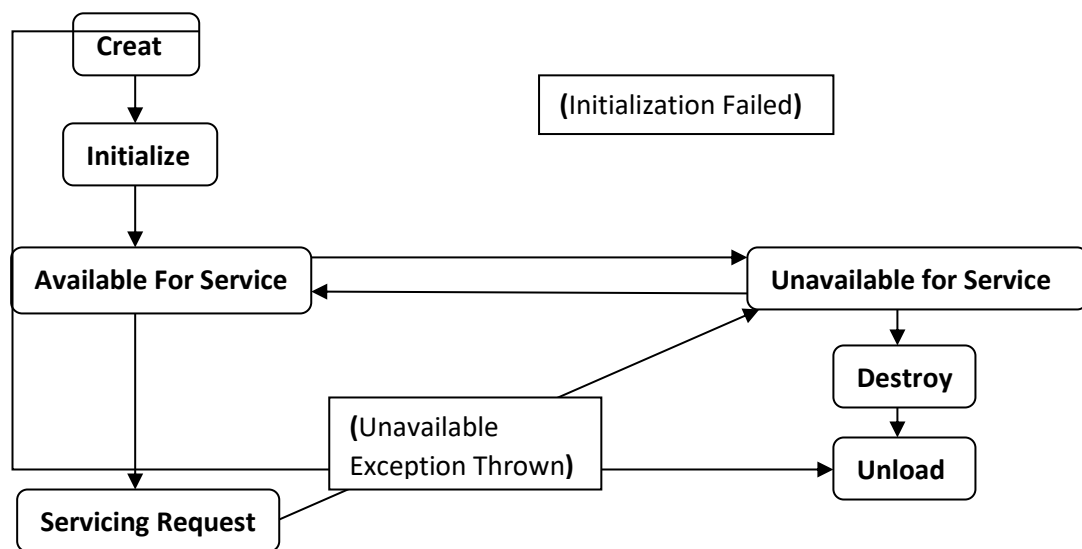 Creat
(Initialization Failed)
Initialize
Available For Service
Unavailable for Service
Destroy
(Unavailable
Exception Thrown)
Unload
Servicing Request